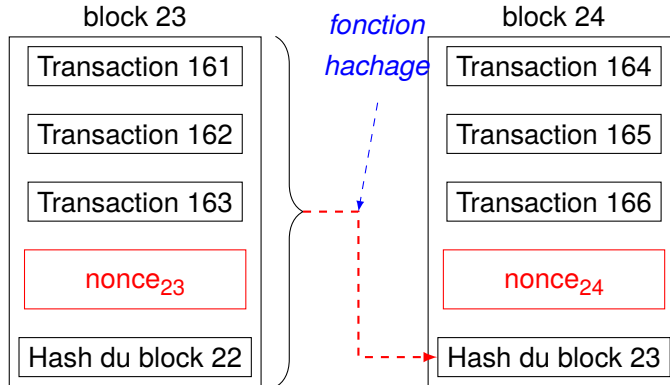 block 23
Transaction 161
Transaction 162
Transaction 163
nonce₂₃
Hash du block 22
fonction
hachage
block 24
Transaction 164
Transaction 165
Transaction 166
nonce₂₄
Hash du block 23